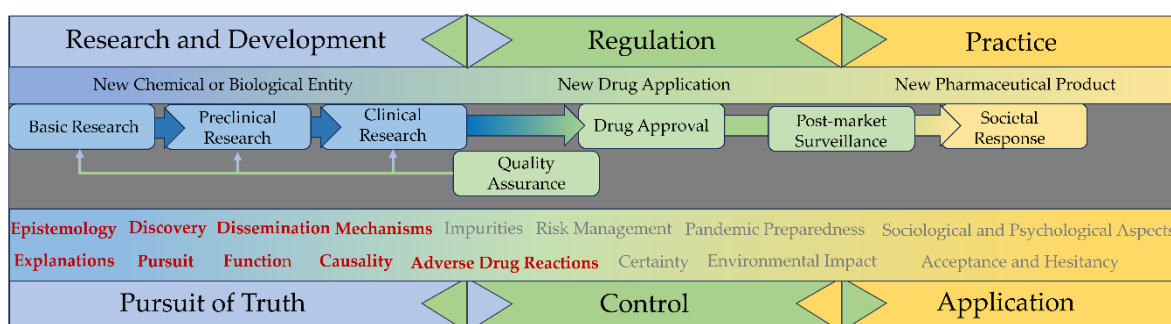 Research and Development Regulation Practice
New Chemical or Biological Entity New Drug Application New Pharmaceutical Product
Basic Research
Preclinical
Research
Clinical
Research
Drug Approval
Post-market
Surveillance
Societal
Response
Quality
Assurance
Epistemology Discovery Dissemination Mechanisms Impurities Risk Management Pandemic Preparedness Sociological and Psychological Aspects
Explanations Pursuit Function Causality Adverse Drug Reactions Certainty Environmental Impact Acceptance and Hesitancy
Pursuit of Truth Control Application